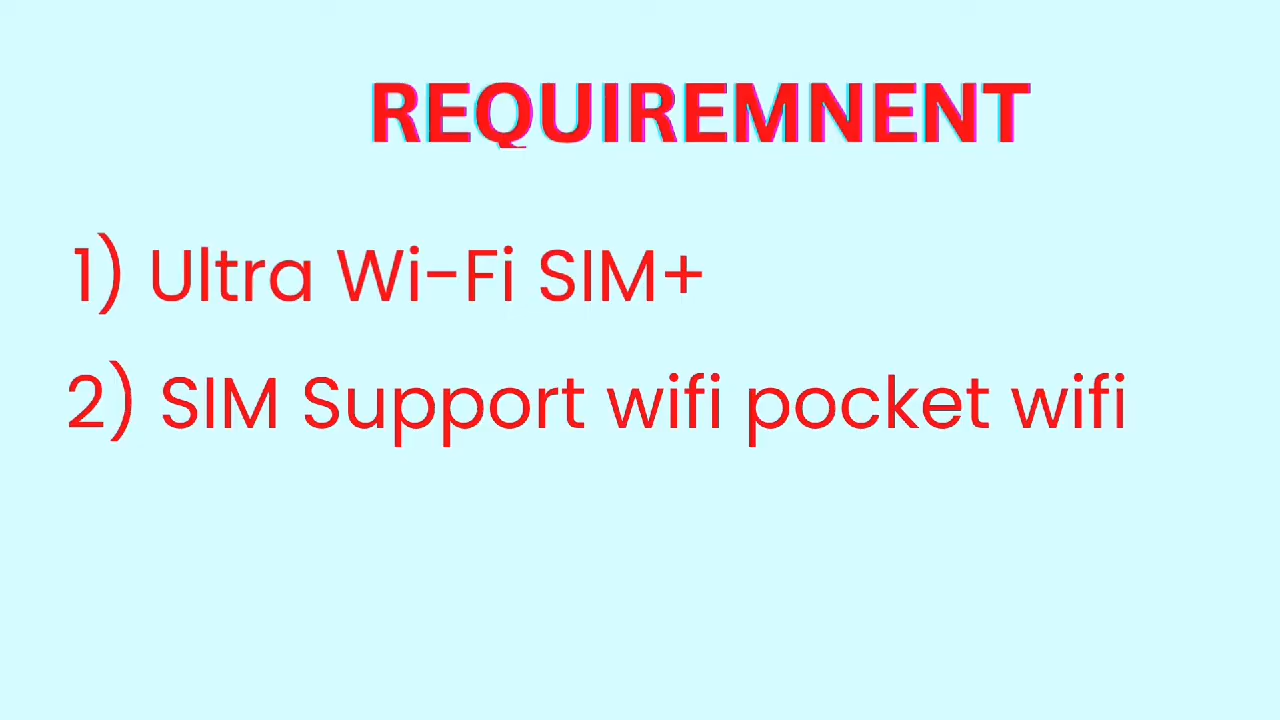 REQUIREMNENT
1) Ultra Wi-Fi SIM+
2) SIM Support wifi pocket wifi